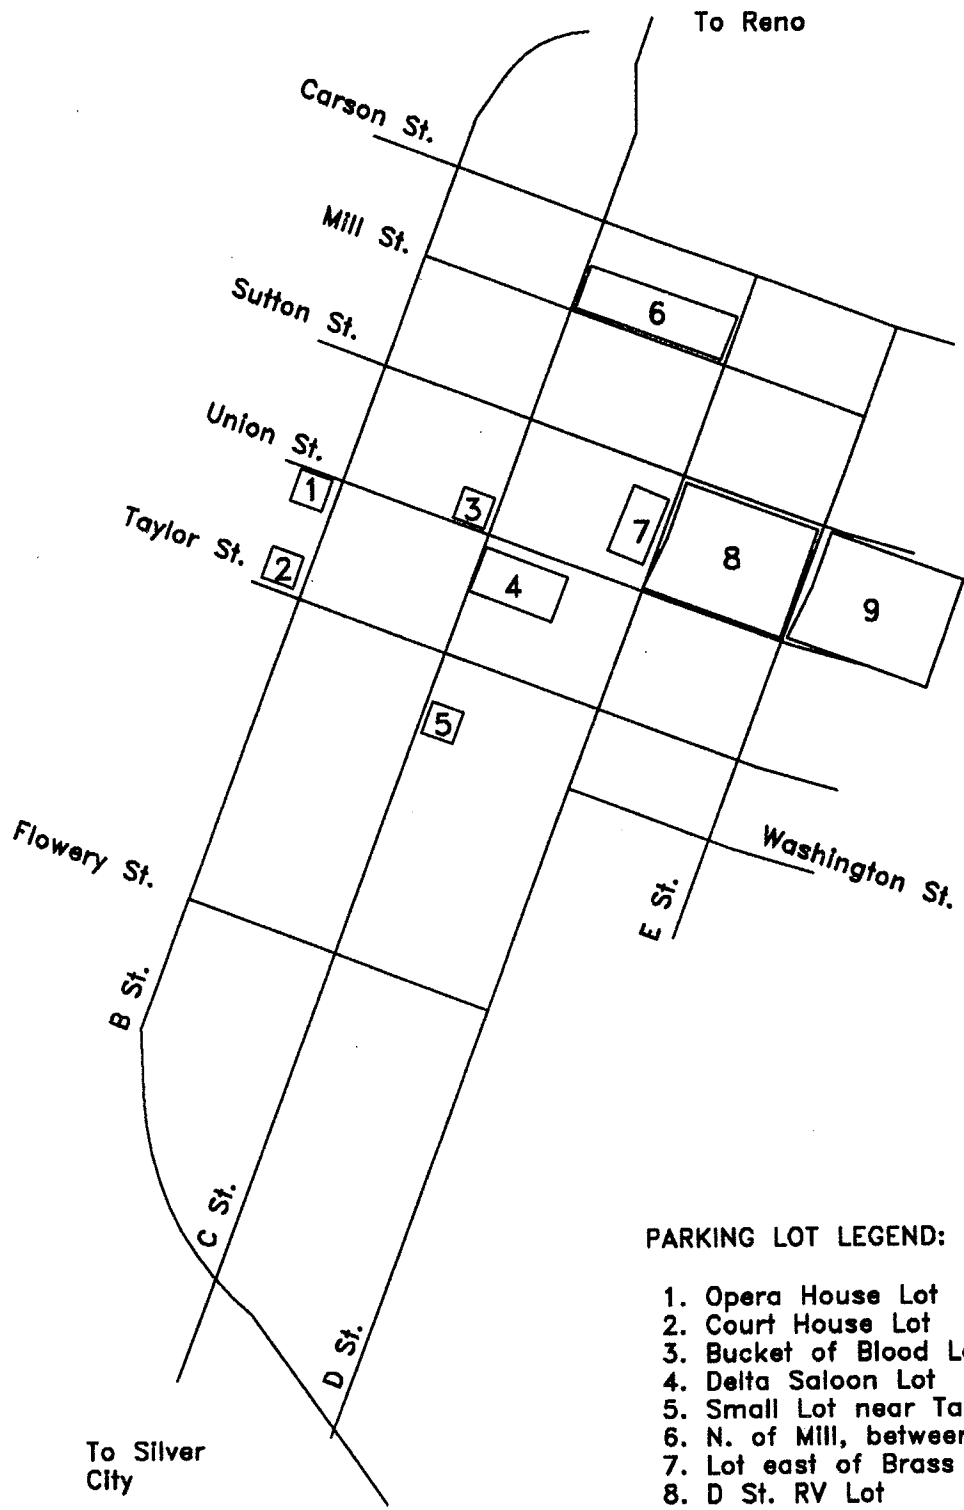 To Reno
Carson St.
Mill St.
Sutton St.
Union St.
Taylor St.
6
1
3
7
8
2
4
9
5
Flowery St.
Washington St.
E St.
B St.
C St.
D St.
To Silver
City
PARKING LOT LEGEND:
1. Opera House Lot
2. Court House Lot
3. Bucket of Blood
4. Delta Saloon Lot
5. Small Lot near
6. N. of Mill, between
7. Lot east of Brass
8. D St. RV Lot